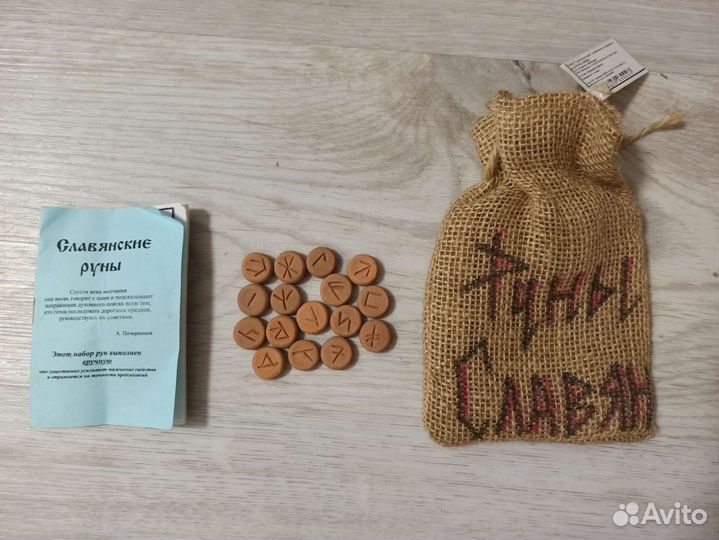 Славянские
руны
Спустя века молчания
они вновь говорят с нами и подсказывают
направления духовного поиска всем тем,
кто готов последовать дорогами предков,
руководствуясь их советами.
А. Почерников
Этот набор рун выполнен
вручную
что существенно усиливает магические свойства
и отражается на точности предсказаний
Руны
Славян
Avito